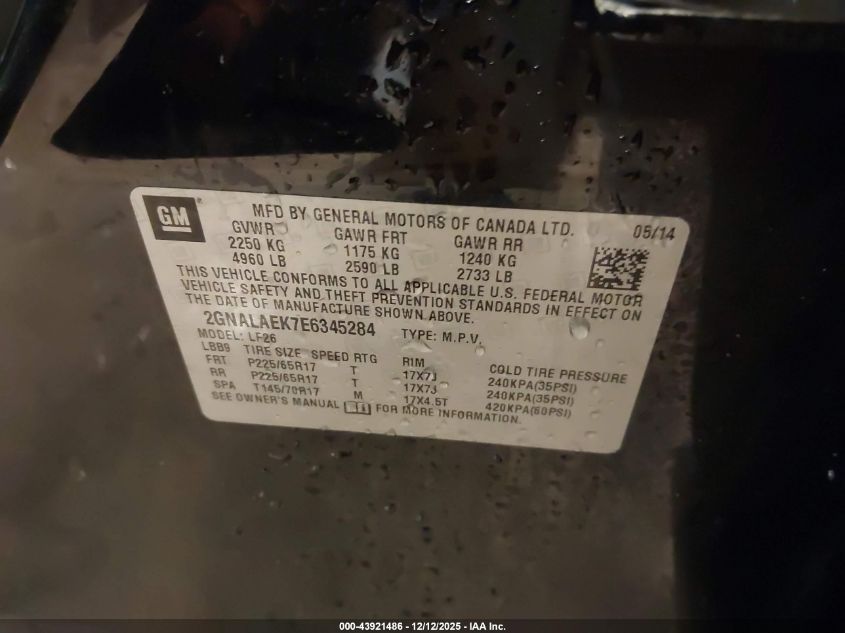 GM
MFD BY GENERAL MOTORS OF CANADA LTD. 05/14
GVWR GAWR FRT GAWR RR
2250 KG 1175 KG 1240 KG
4960 LB 2590 LB 2733 LB
THIS VEHICLE CONFORMS TO ALL APPLICABLE U.S. FEDERAL MOTOR
VEHICLE SAFETY AND THEFT PREVENTION STANDARDS IN EFFECT ON
THE DATE OF MANUFACTURE SHOWN ABOVE.
2GNALAEK7E6345284 TYPE: M.P.V.
MODEL: LF26
LBB9 TIRE SIZE SPEED RTG RIM COLD TIRE PRESSURE
FRT P225/65R17 T 17X7J 240KPA(35PSI)
RR P225/65R17 T 17X7J 240KPA(35PSI)
SPA T145/70R17 M 17X4.5T 420KPA(60PSI)
SEE OWNER'S MANUAL FOR MORE INFORMATION.
000-43921486 - 12/12/2025 - IAA Inc.